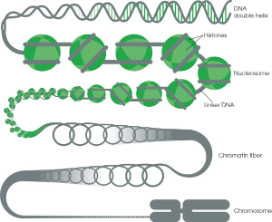 DNA
double helix
Histones
Nucleosome
Linker DNA
Chromatin fiber
Chromosome